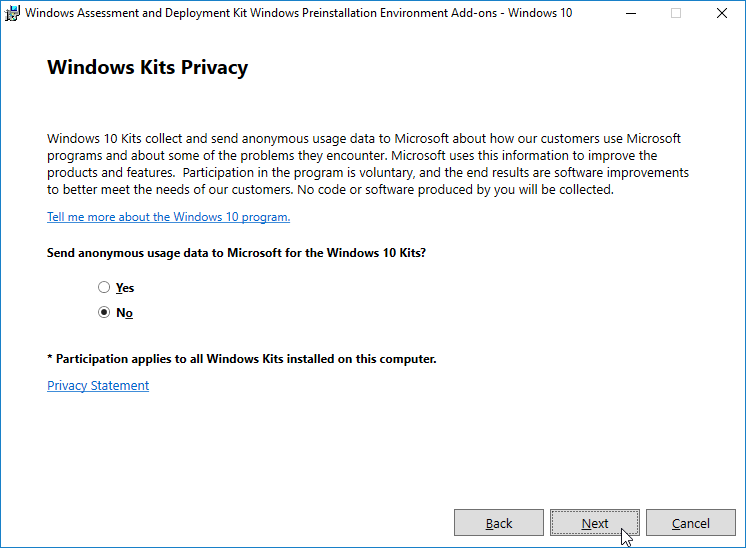 Windows Assessment and Deployment Kit Windows Preinstallation Environment Add-ons - Windows 10
Windows Kits Privacy
Windows 10 Kits collect and send anonymous usage data to Microsoft about how our customers use Microsoft
programs and about some of the problems they encounter. Microsoft uses this information to improve the
products and features.  Participation in the program is voluntary, and the end results are software improvements
to better meet the needs of our customers. No code or software produced by you will be collected.
Tell me more about the Windows 10 program.
Send anonymous usage data to Microsoft for the Windows 10 Kits?
Yes
No
* Participation applies to all Windows Kits installed on this computer.
Privacy Statement
Back Next Cancel